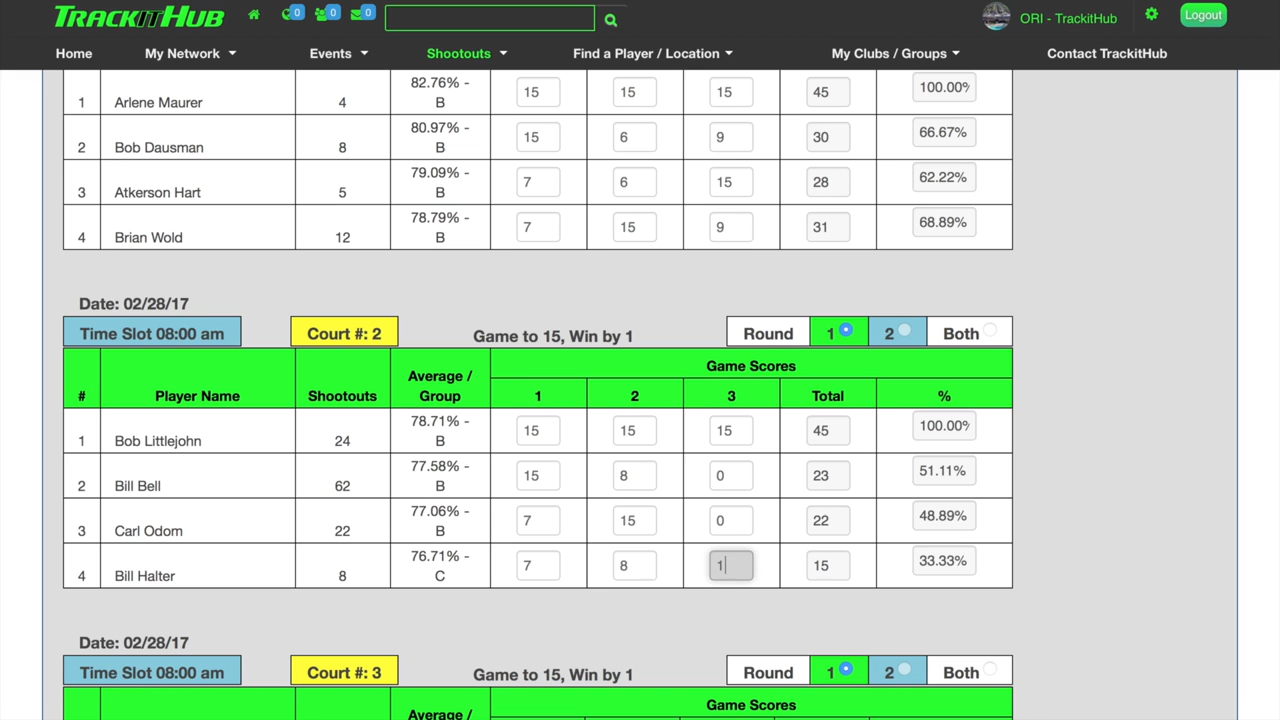 TRACKITHUB 0 0 0 ORI - TrackitHub Logout
Home My Network Events Shootouts Find a Player / Location My Clubs / Groups Contact TrackitHub
1 Arlene Maurer 4 82.76% - B 15 15 15 45 100.00%
2 Bob Dausman 8 80.97% - B 15 6 9 30 66.67%
3 Atkerson Hart 5 79.09% - B 7 6 15 28 62.22%
4 Brian Wold 12 78.79% - B 7 15 9 31 68.89%
Date: 02/28/17
Time Slot 08:00 am Court #: 2 Game to 15, Win by 1 Round 1 2 Both
Game Scores
# Player Name Shootouts Average / Group 1 2 3 Total %
1 Bob Littlejohn 24 78.71% - B 15 15 15 45 100.00%
2 Bill Bell 62 77.58% - B 15 8 0 23 51.11%
3 Carl Odom 22 77.06% - B 7 15 0 22 48.89%
4 Bill Halter 8 76.71% - C 7 8 1 15 33.33%
Date: 02/28/17
Time Slot 08:00 am Court #: 3 Game to 15, Win by 1 Round 1 2 Both
Game Scores
Average /